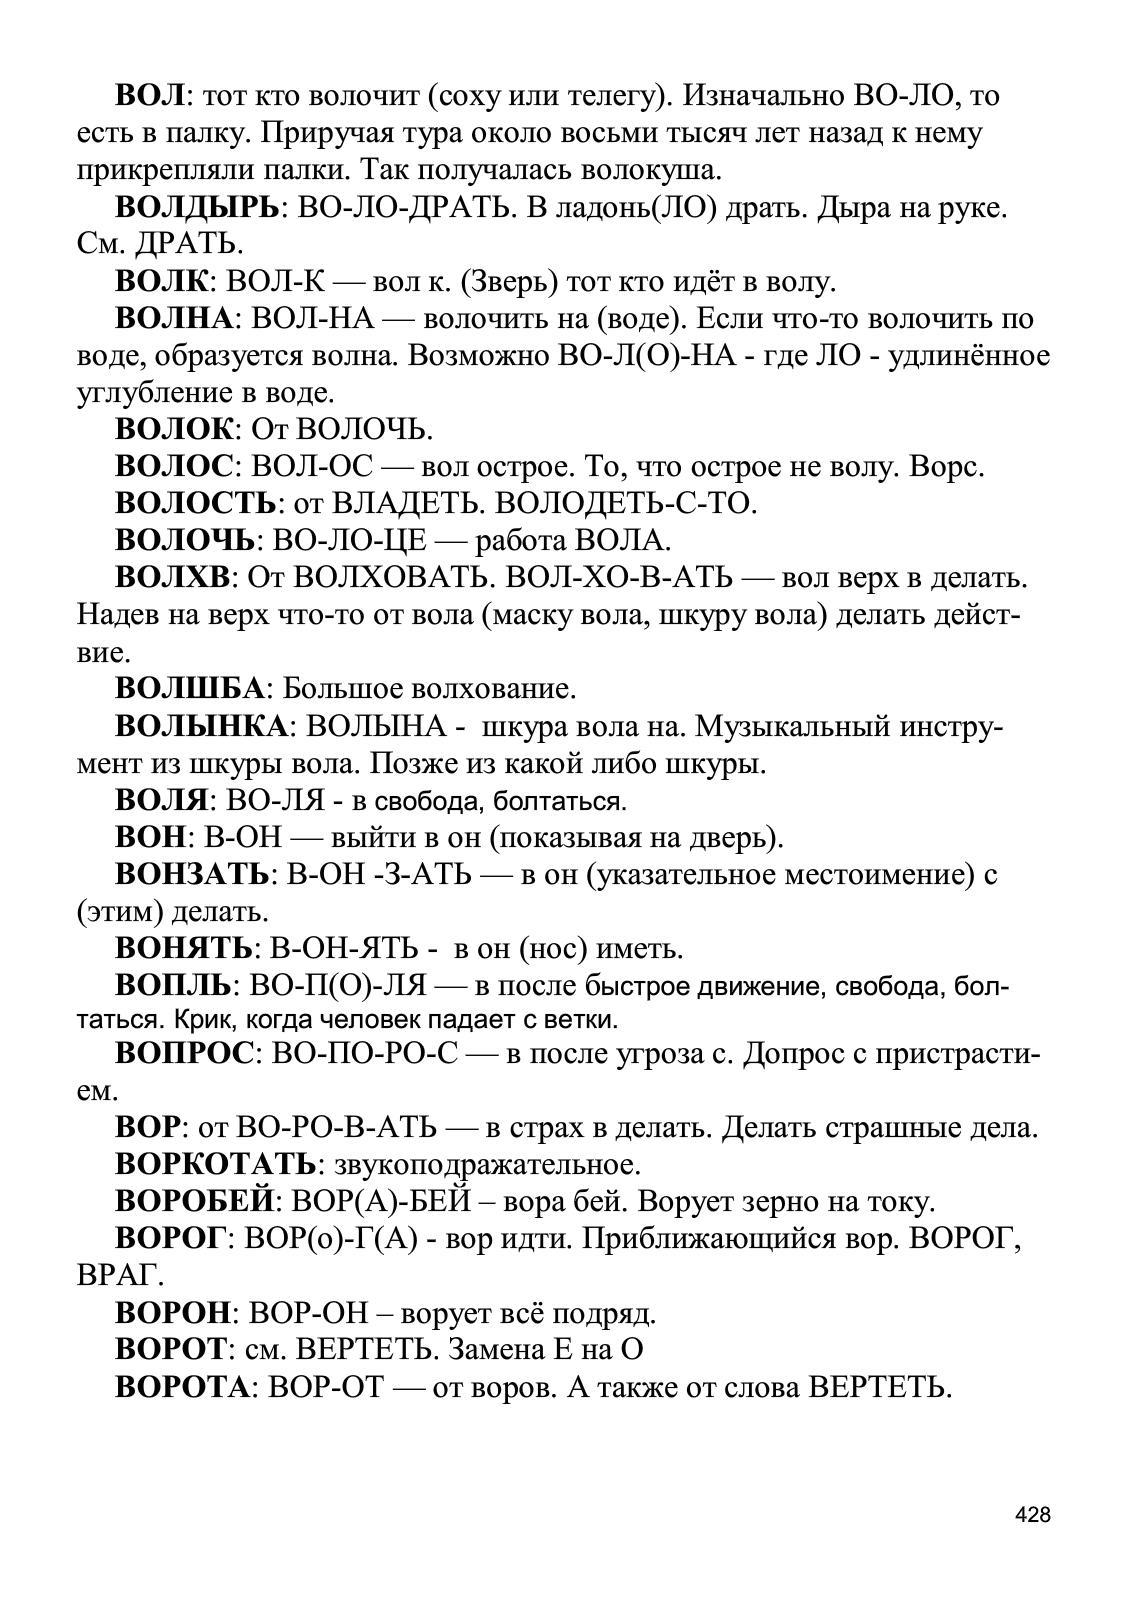 ВОЛ: тот кто волочит (соху или телегу). Изначально ВО-ЛО, то
есть в палку. Приручая тура около восьми тысяч лет назад к нему
прикрепляли палки. Так получалась волокуша.
ВОЛДЫРЬ: ВО-ЛО-ДРАТЬ. В ладонь(ЛО) драть. Дыра на руке.
См. ДРАТЬ.
ВОЛК: ВОЛ-К — вол к. (Зверь) тот кто идёт в волу.
ВОЛНА: ВОЛ-НА — волочить на (воде). Если что-то волочить по
воде, образуется волна. Возможно ВО-Л(О)-НА - где ЛО - удлинённое
углубление в воде.
ВОЛОК: От ВОЛОЧЬ.
ВОЛОС: ВОЛ-ОС — вол острое. То, что острое не волу. Ворс.
ВОЛОСТЬ: от ВЛАДЕТЬ. ВОЛОДЕТЬ-С-ТО.
ВОЛОЧЬ: ВО-ЛО-ЦЕ — работа ВОЛА.
ВОЛХВ: От ВОЛХОВАТЬ. ВОЛ-ХО-В-АТЬ — вол верх в делать.
Надев на верх что-то от вола (маску вола, шкуру вола) делать дейст-
вие.
ВОЛШБА: Большое волхование.
ВОЛЫНКА: ВОЛЫНА - шкура вола на. Музыкальный инстру-
мент из шкуры вола. Позже из какой либо шкуры.
ВОЛЯ: ВО-ЛЯ - в свобода, болтаться.
ВОН: В-ОН — выйти в он (показывая на дверь).
ВОНЗАТЬ: В-ОН -З-АТЬ — в он (указательное местоимение) с
(этим) делать.
ВОНЯТЬ: В-ОН-ЯТЬ - в он (нос) иметь.
ВОПЛЬ: ВО-П(О)-ЛЯ — в после быстрое движение, свобода, бол-
таться. Крик, когда человек падает с ветки.
ВОПРОС: ВО-ПО-РО-С — в после угроза с. Допрос с пристрасти-
ем.
ВОР: от ВО-РО-В-АТЬ — в страх в делать. Делать страшные дела.
ВОРКОТАТЬ: звукоподражательное.
ВОРОБЕЙ: ВОР(А)-БЕЙ – вора бей. Ворует зерно на току.
ВОРОГ: ВОР(о)-Г(А) - вор идти. Приближающийся вор. ВОРОГ,
ВРАГ.
ВОРОН: ВОР-ОН – ворует всё подряд.
ВОРОТ: см. ВЕРТЕТЬ. Замена Е на О
ВОРОТА: ВОР-ОТ — от воров. А также от слова ВЕРТЕТЬ.
428